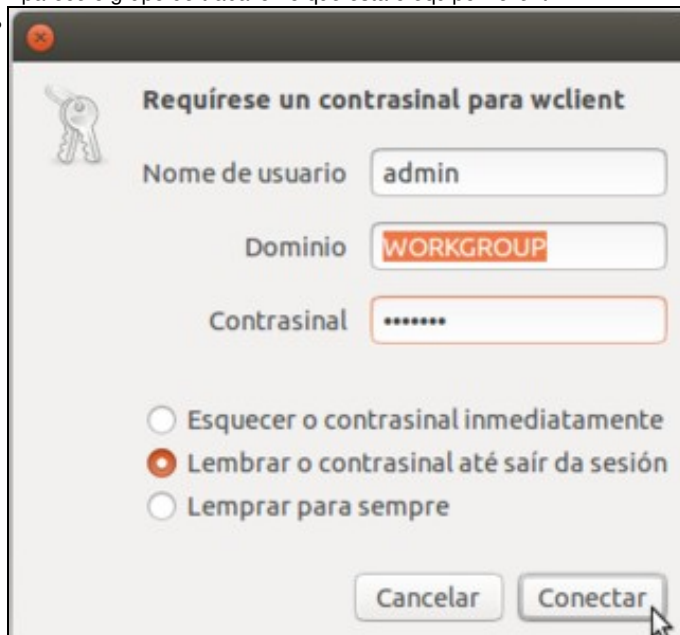 Requírese un contrasinal para wclient
Nome de usuario admin
Dominio WORKGROUP
Contrasinal •••••••
Esquecer o contrasinal inmediatamente
Lembrar o contrasinal até saír da sesión
Lemprar para sempre
Cancelar Conectar